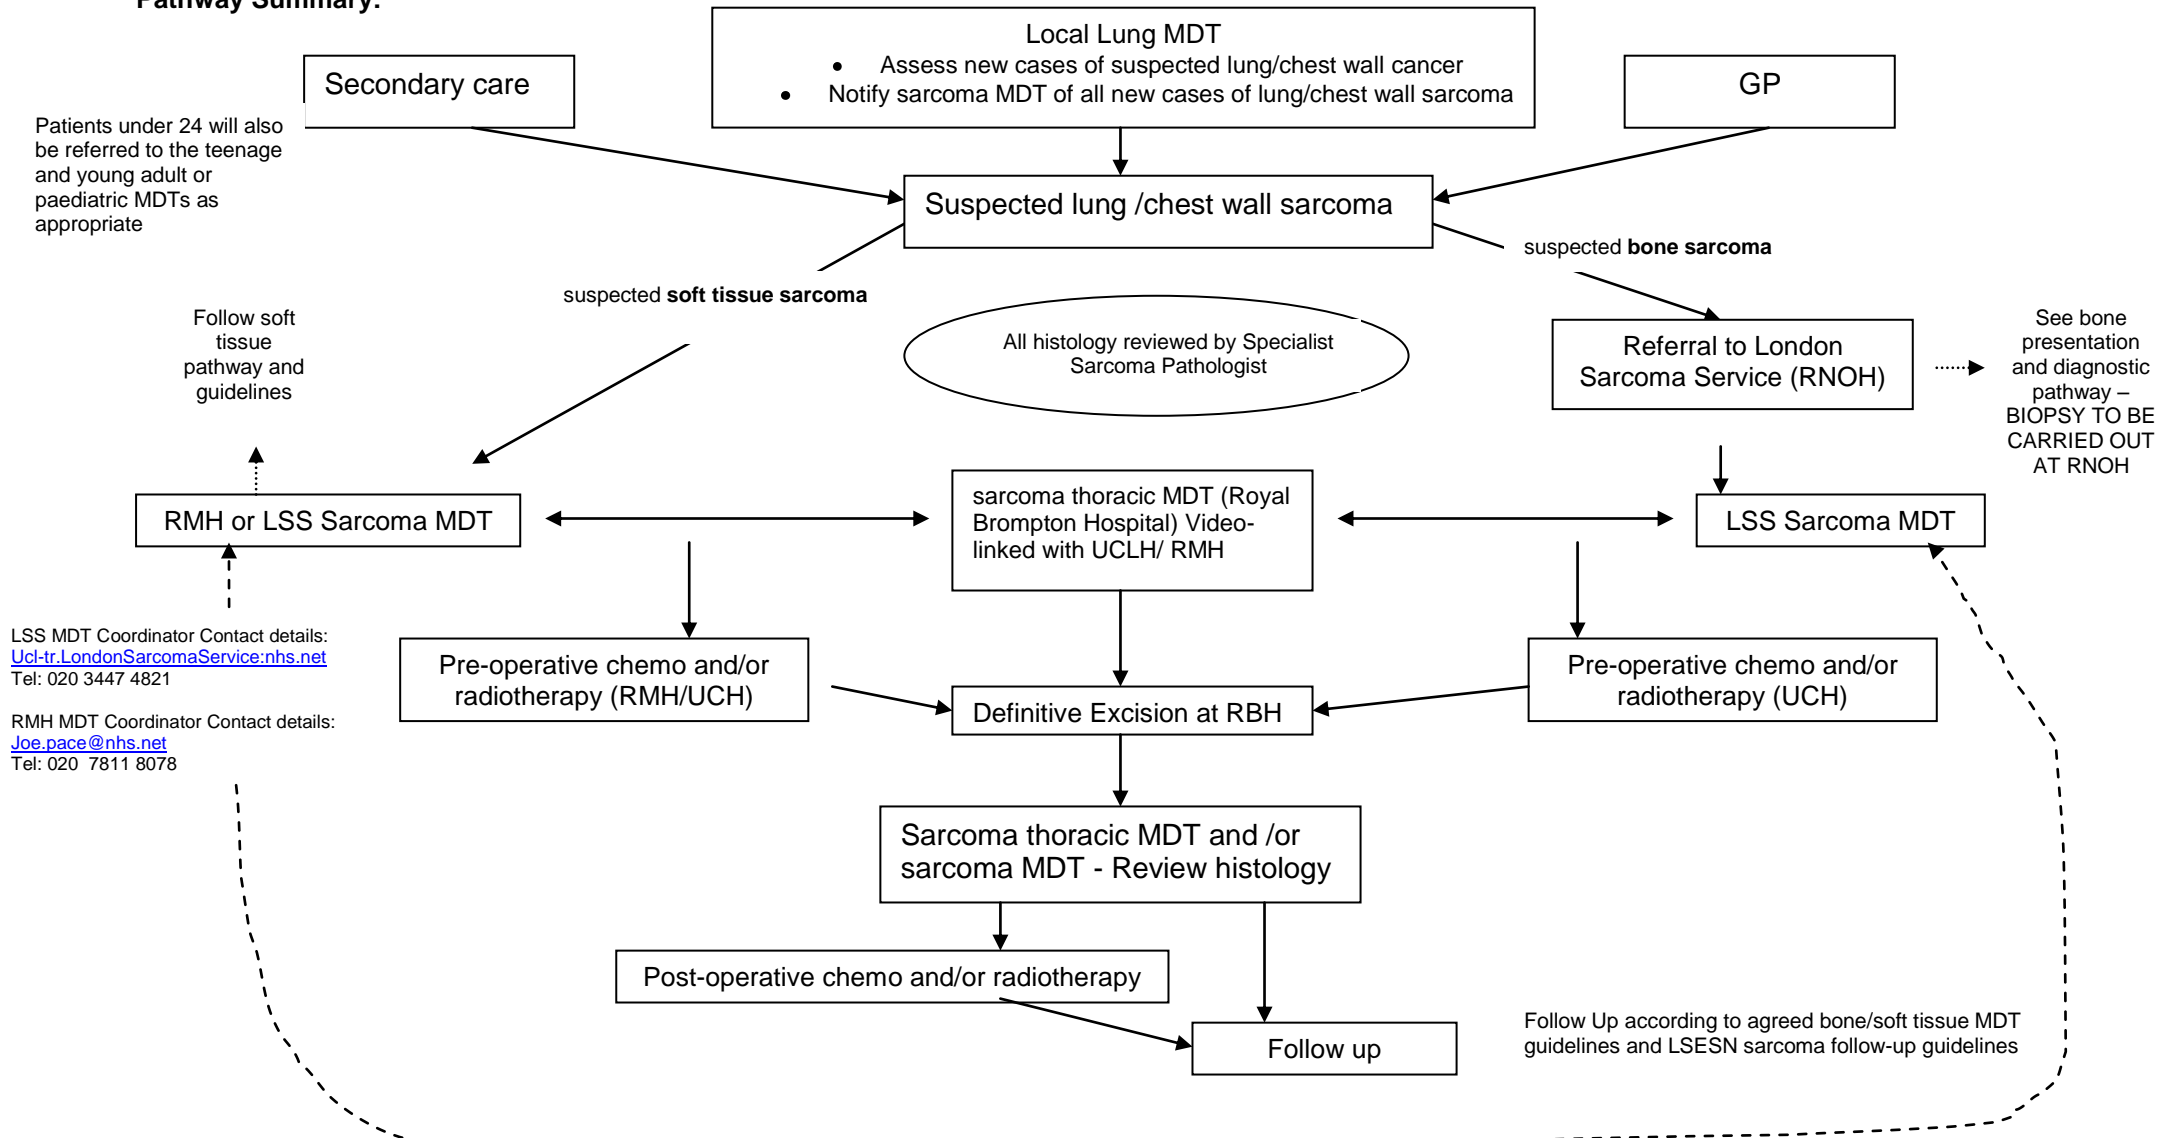 Pathway Summary:
Local Lung MDT
• Assess new cases of suspected lung/chest wall cancer
• Notify sarcoma MDT of all new cases of lung/chest wall sarcoma
Secondary care
GP
Patients under 24 will also
be referred to the teenage
and young adult or
paediatric MDTs as
appropriate
Suspected lung /chest wall sarcoma
suspected bone sarcoma
suspected soft tissue sarcoma
Follow soft
tissue
pathway and
guidelines
All histology reviewed by Specialist
Sarcoma Pathologist
Referral to London
Sarcoma Service (RNOH)
See bone
presentation
and diagnostic
pathway –
BIOPSY TO BE
CARRIED OUT
AT RNOH
RMH or LSS Sarcoma MDT
sarcoma thoracic MDT (Royal
Brompton Hospital) Video-
linked with UCLH/ RMH
LSS Sarcoma MDT
LSS MDT Coordinator Contact details:
Ucl-tr.LondonSarcomaService:nhs.net
Tel: 020 3447 4821
RMH MDT Coordinator Contact details:
Joe.pace@nhs.net
Tel: 020 7811 8078
Pre-operative chemo and/or
radiotherapy (RMH/UCH)
Definitive Excision at RBH
Pre-operative chemo and/or
radiotherapy (UCH)
Sarcoma thoracic MDT and /or
sarcoma MDT - Review histology
Post-operative chemo and/or radiotherapy
Follow up
Follow Up according to agreed bone/soft tissue MDT
guidelines and LSESN sarcoma follow-up guidelines